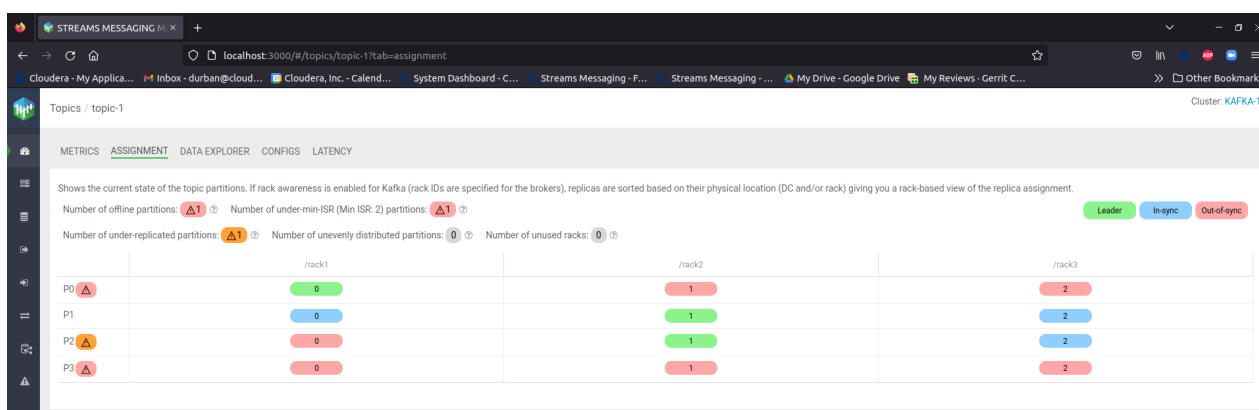 STREAMS MESSAGING M
localhost:3000/#/topics/topic-1?tab=assignment
Cloudera - My Applica... Inbox - durban@cloud... Cloudera, Inc. - Calend... System Dashboard - C... Streams Messaging - F... Streams Messaging - ... My Drive - Google Drive My Reviews · Gerrit C... Other Bookmark
Topics / topic-1 Cluster: KAFKA-1
METRICS ASSIGNMENT DATA EXPLORER CONFIGS LATENCY
Shows the current state of the topic partitions. If rack awareness is enabled for Kafka (rack IDs are specified for the brokers), replicas are sorted based on their physical location (DC and/or rack) giving you a rack-based view of the replica assignment.
Number of offline partitions: 1 Number of under-min-ISR (Min ISR: 2) partitions: 1 Leader In-sync Out-of-sync
Number of under-replicated partitions: 1 Number of unevenly distributed partitions: 0 Number of unused racks: 0
/rack1 /rack2 /rack3
P0 0 1 2
P1 0 1 2
P2 0 1 2
P3 0 1 2